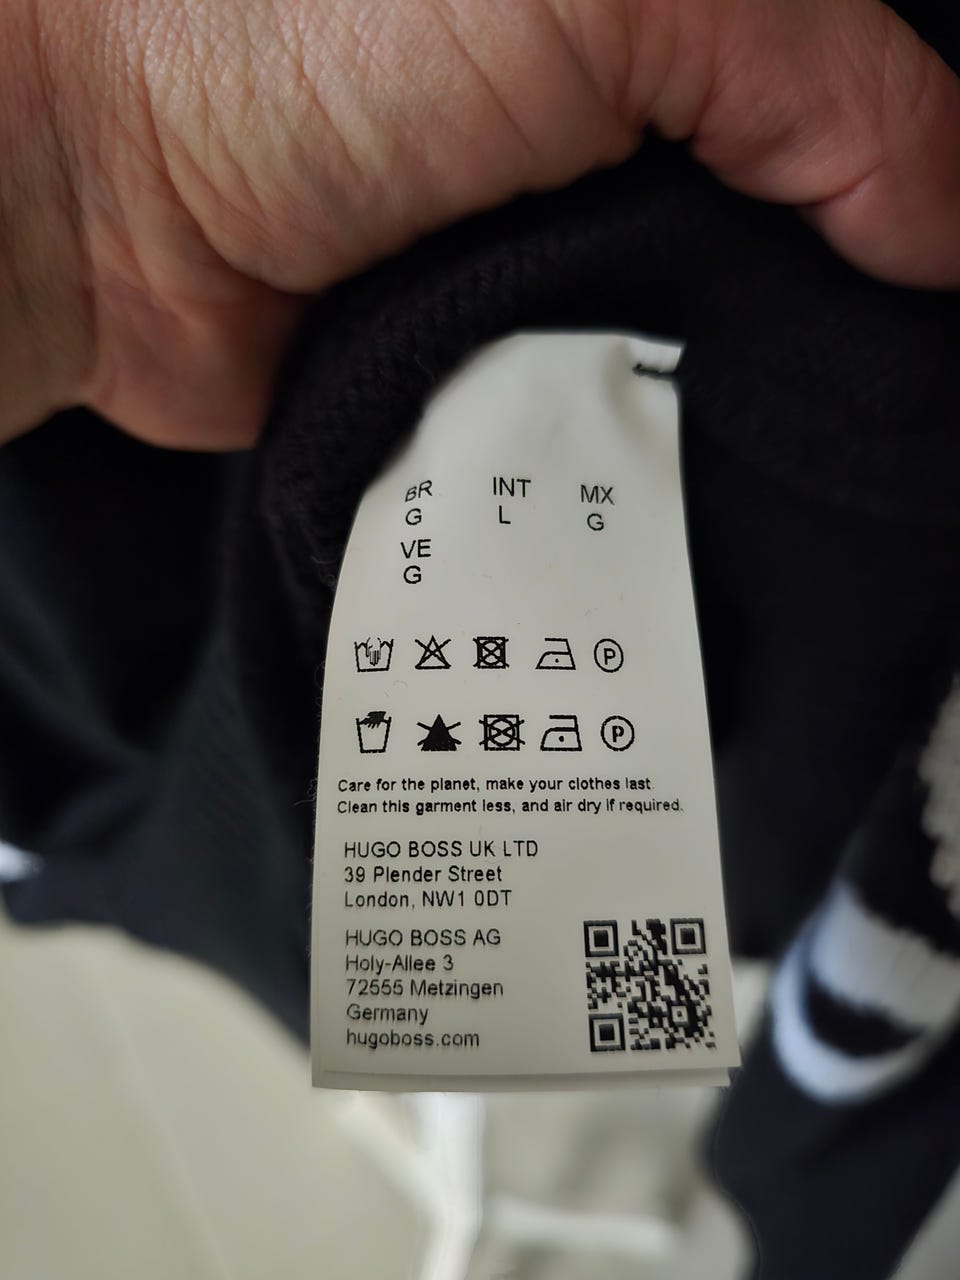 BR INT MX
G L G
VE
G
P
P
Care for the planet, make your clothes last.
Clean this garment less, and air dry if required.
HUGO BOSS UK LTD
39 Plender Street
London, NW1 0DT
HUGO BOSS AG
Holy-Allee 3
72555 Metzingen
Germany
hugoboss.com